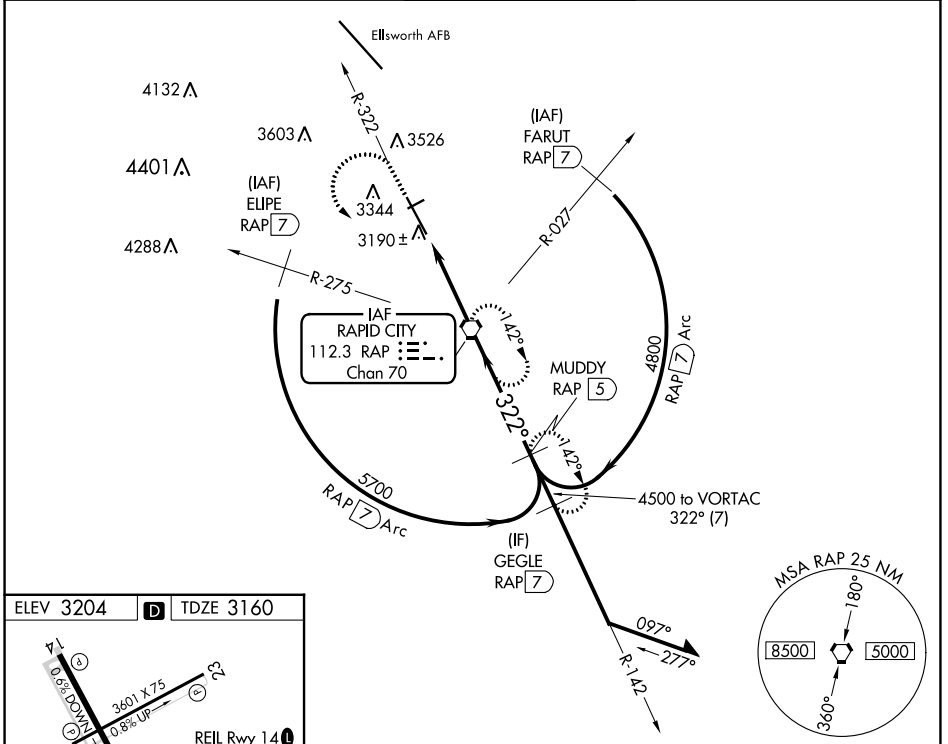 Ellsworth AFB
4132
R-322
3603
3526
(IAF)
FARUT
RAP 7
4401
(IAF)
ELIPE
RAP 7
3344
3190 ±
4288
R-027
R-275
IAF
RAPID CITY
112.3 RAP
Chan 70
142°
MUDDY
RAP 5
4800
RAP 7 Arc
322°
142°
5700
RAP 7 Arc
4500 to VORTAC
322° (7)
(IF)
GEGLE
RAP 7
097°
277°
R-142
MSA RAP 25 NM
180°
8500
5000
360°
ELEV 3204 D TDZE 3160
14
P
0.6% DOWN
3601 X 75
23
P
0.8% UP
P
REIL Rwy 14 L